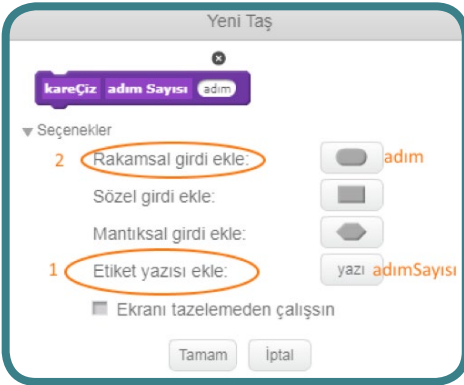 Yeni Taş
kareÇiz adım Sayısı adım
Seçenekler
2 Rakamsal girdi ekle: adım
Sözel girdi ekle:
Mantıksal girdi ekle:
1 Etiket yazısı ekle: yazı adımSayısı
Ekranı tazelemeden çalışsın
Tamam İptal